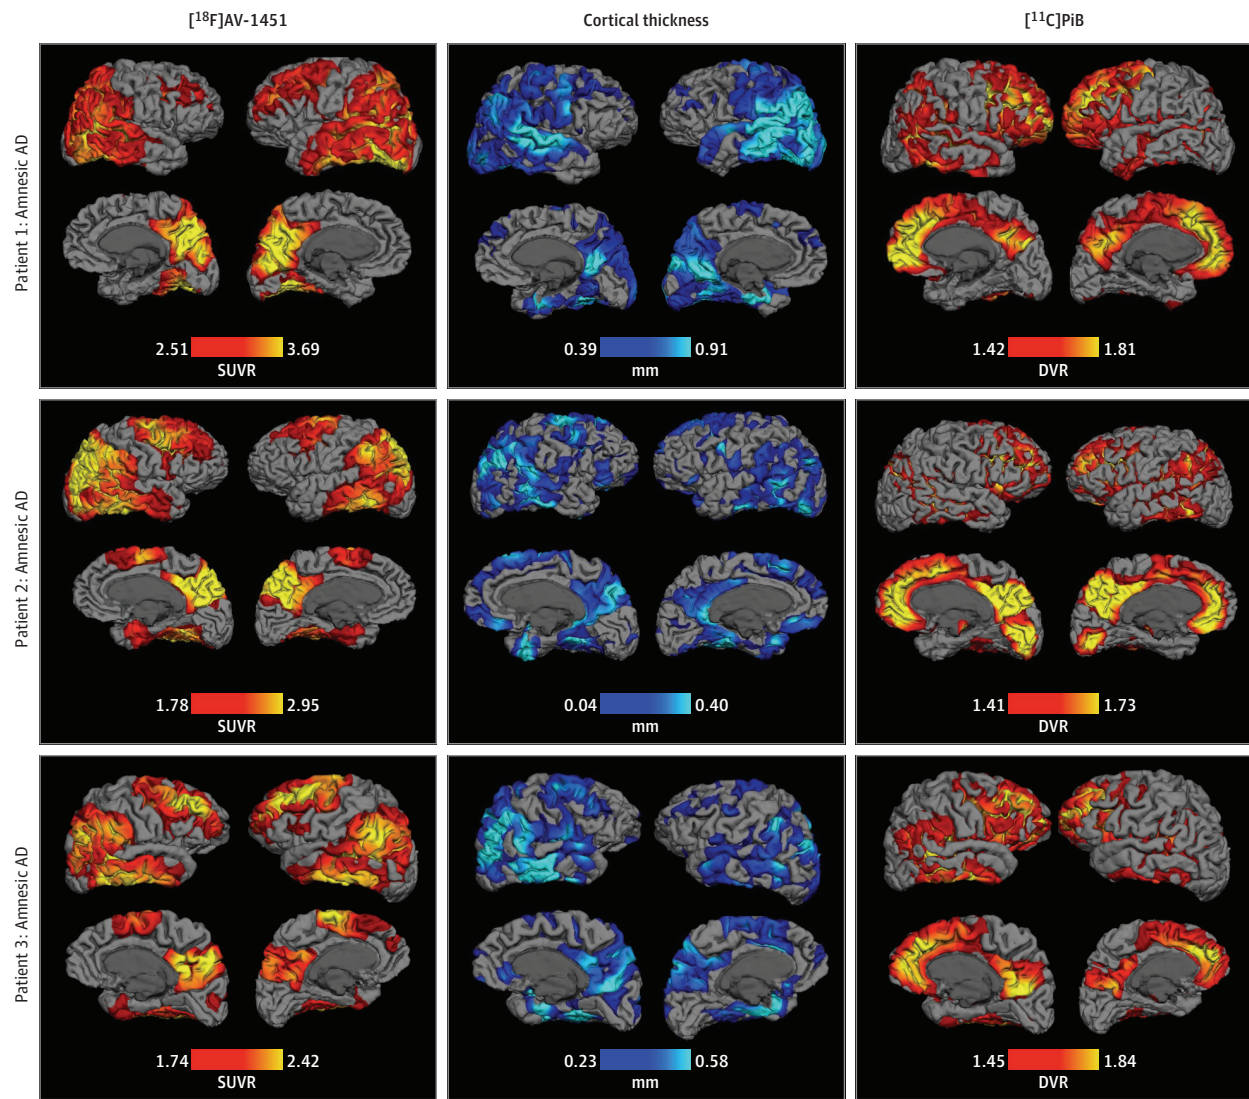 [¹⁸F]AV-1451
Cortical thickness
[¹¹C]PiB
Patient 1: Amnesic AD
2.51
3.69
SUVR
0.39
0.91
mm
1.42
1.81
DVR
Patient 2: Amnesic AD
1.78
2.95
SUVR
0.04
0.40
mm
1.41
1.73
DVR
Patient 3: Amnesic AD
1.74
2.42
SUVR
0.23
0.58
mm
1.45
1.84
DVR